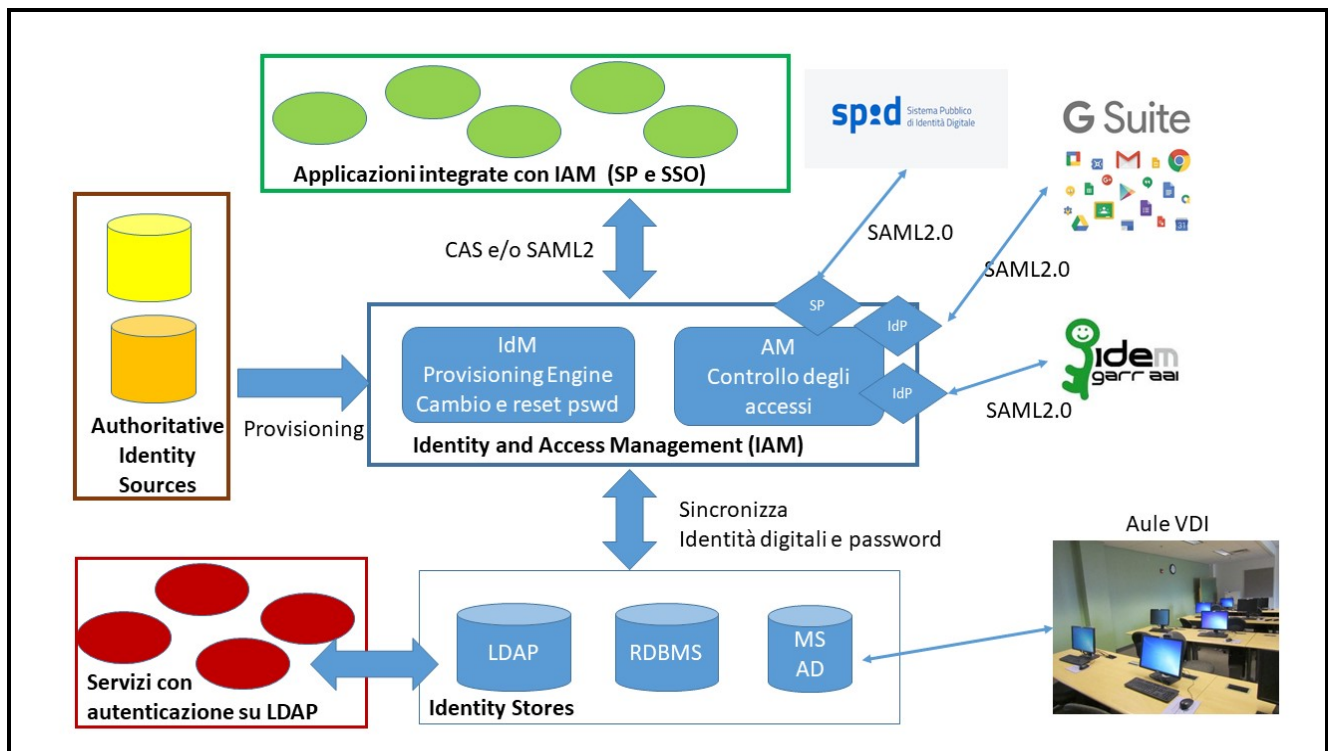 Applicazioni integrate con IAM (SP e SSO)
spid
Sistema Pubblico
di Identità Digitale
G Suite
CAS e/o SAML2
SAML2.0
SAML2.0
Authoritative
Identity
Sources
Provisioning
SP
IdP
IdM
Provisioning Engine
Cambio e reset pswd
AM
Controllo degli
accessi
IdP
Identity and Access Management (IAM)
idem
garr aai
SAML2.0
Sincronizza
Identità digitali e password
Aule VDI
LDAP
RDBMS
MS
AD
Identity Stores
Servizi con
autenticazione su LDAP